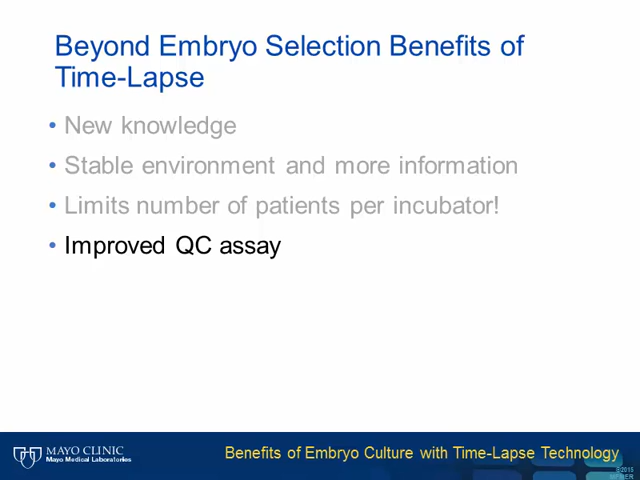 Beyond Embryo Selection Benefits of
Time-Lapse
• New knowledge
• Stable environment and more information
• Limits number of patients per incubator!
• Improved QC assay
MAYO CLINIC
Mayo Medical Laboratories
Benefits of Embryo Culture with Time-Lapse Technology